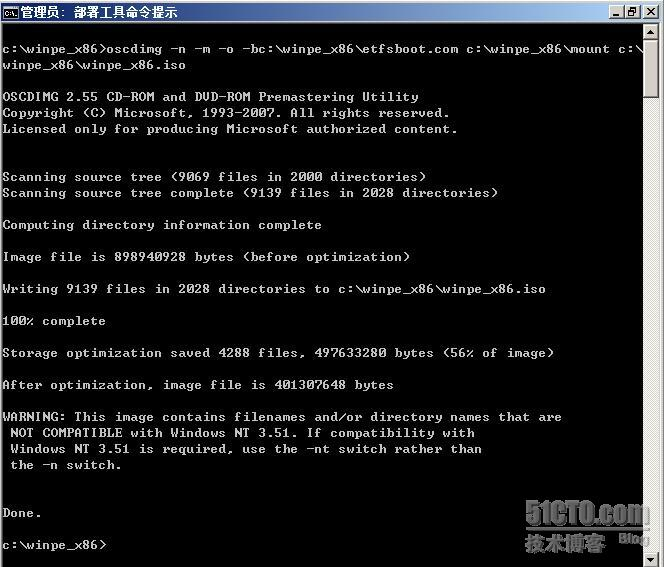 管理员: 部署工具命令提示
c:\winpe_x86>oscdimg -n -m -o -bc:\winpe_x86\etfsboot.com c:\winpe_x86\mount c:\
winpe_x86\winpe_x86.iso
OSCDIMG 2.55 CD-ROM and DVD-ROM Premastering Utility
Copyright (C) Microsoft, 1993-2007. All rights reserved.
Licensed only for producing Microsoft authorized content.
Scanning source tree (9069 files in 2000 directories)
Scanning source tree complete (9139 files in 2028 directories)
Computing directory information complete
Image file is 898940928 bytes (before optimization)
Writing 9139 files in 2028 directories to c:\winpe_x86\winpe_x86.iso
100% complete
Storage optimization saved 4288 files, 497633280 bytes (56% of image)
After optimization, image file is 401307648 bytes
WARNING: This image contains filenames and/or directory names that are
NOT COMPATIBLE with Windows NT 3.51. If compatibility with
Windows NT 3.51 is required, use the -nt switch rather than
the -n switch.
Done.
c:\winpe_x86>
51CTO.com
技术博客 Blog